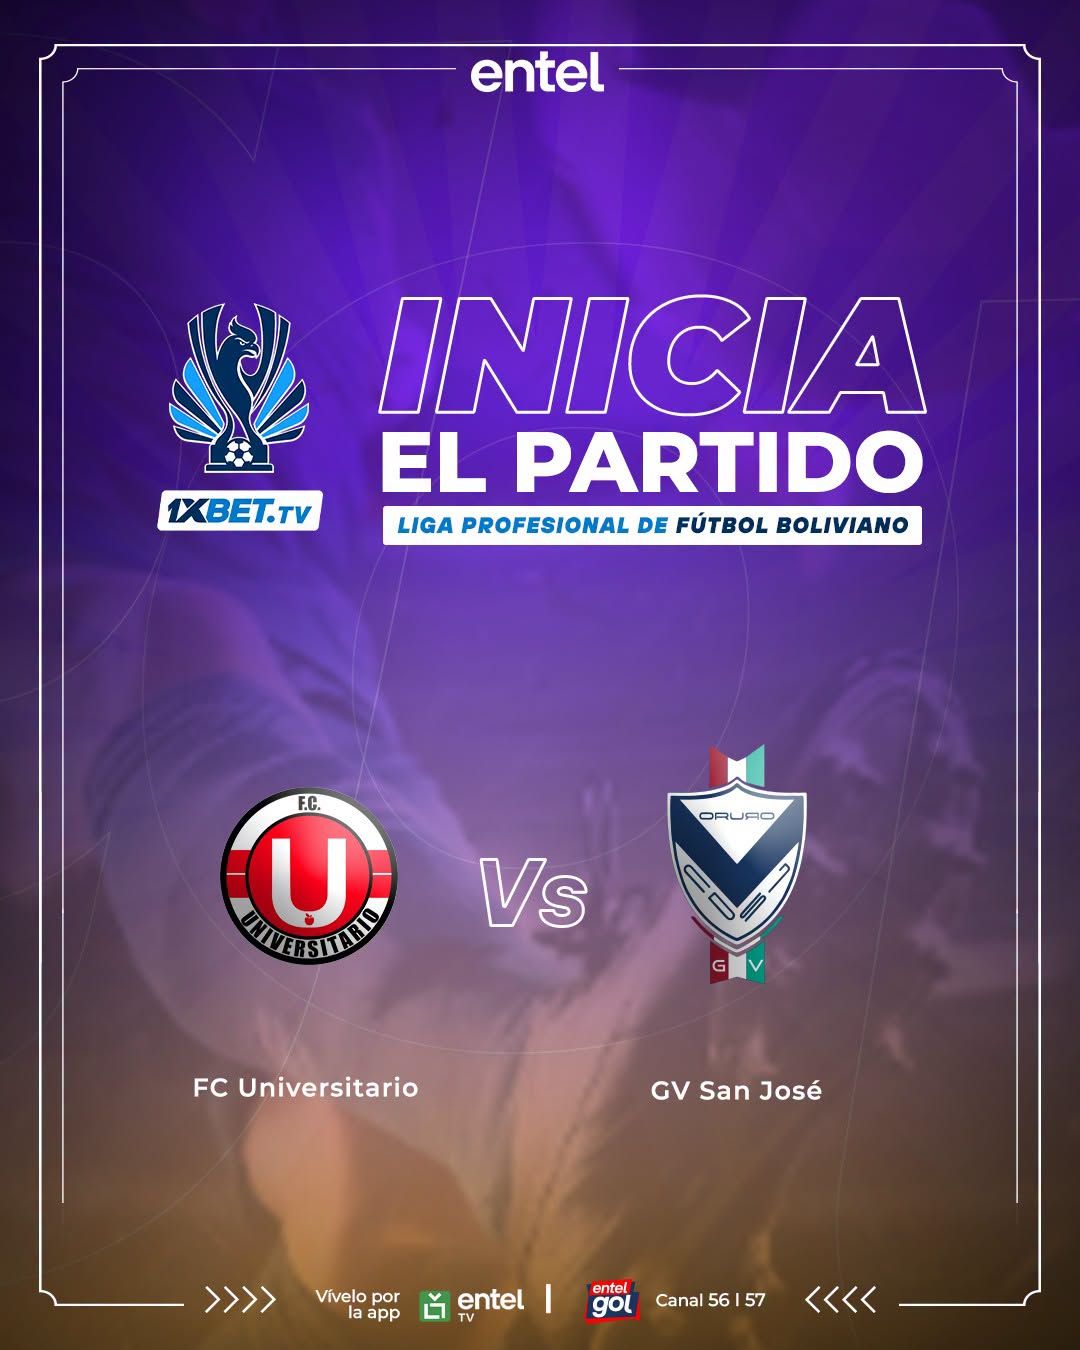 entel
INICIA
EL PARTIDO
1XBET.TV
LIGA PROFESIONAL DE FÚTBOL BOLIVIANO
F.C.
U
UNIVERSITARIO
Vs
ORURO
CDSJ
G V
FC Universitario
GV San José
Vívelo por
la app
entel
TV
entel
gol
Canal 56 | 57